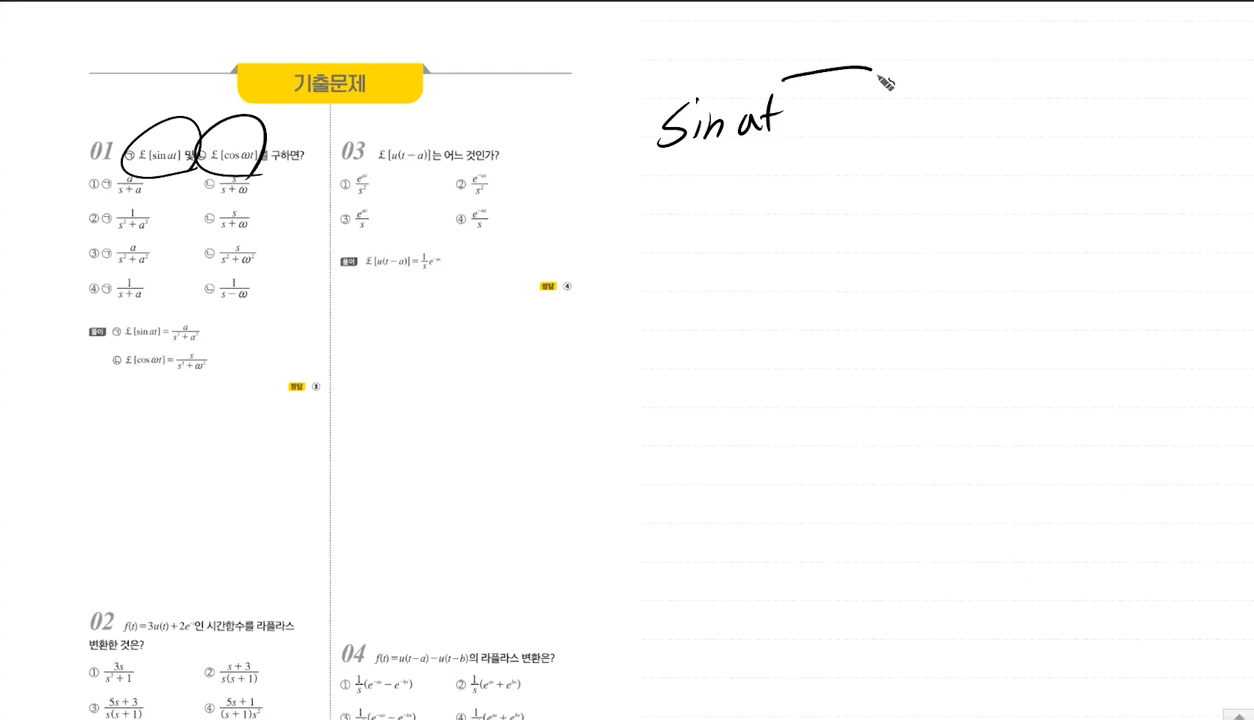 기출문제
01 ㉠ £[sin at] 및 ㉡ £[cos ωt]를 구하면?
① ㉠ a/(s+a) ㉡ s/(s+ω)
② ㉠ 1/(s²+a²) ㉡ s/(s+ω)
③ ㉠ a/(s²+a²) ㉡ s/(s²+ω²)
④ ㉠ 1/(s+a) ㉡ 1/(s-ω)
풀이 ㉠ £[sin at] = a/(s²+a²)
㉡ £[cos ωt] = s/(s²+ω²)
정답 ③
02 f(t)=3u(t)+2e⁻ᵗ인 시간함수를 라플라스
변환한 것은?
① 3s/(s²+1) ② (s+3)/(s(s+1))
③ (5s+3)/(s(s+1)) ④ (5s+1)/((s+1)s²)
03 £[u(t-a)]는 어느 것인가?
① eᵃˢ/s² ② e⁻ᵃˢ/s²
③ eᵃˢ/s ④ e⁻ᵃˢ/s
풀이 £[u(t-a)] = 1/s e⁻ᵃˢ
정답 ④
04 f(t)=u(t-a)-u(t-b)의 라플라스 변환은?
① 1/s(e⁻ᵃˢ-e⁻ᵇˢ) ② 1/s(eᵃˢ+eᵇˢ)
sin at